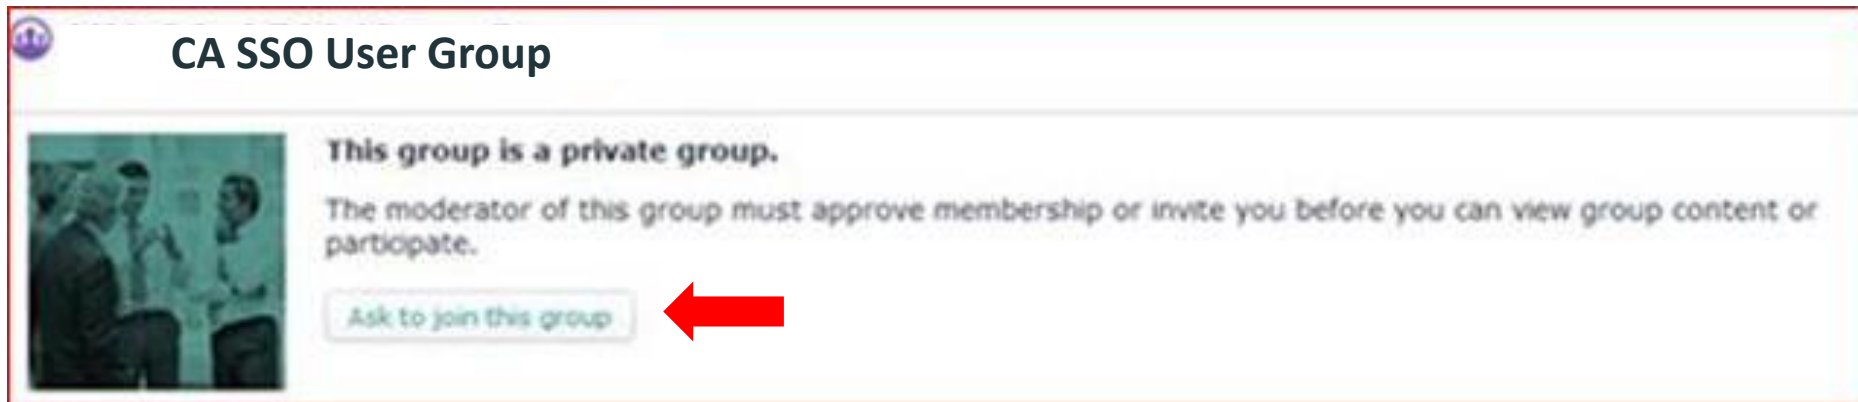 CA SSO User Group
This group is a private group.
The moderator of this group must approve membership or invite you before you can view group content or
participate.
Ask to join this group